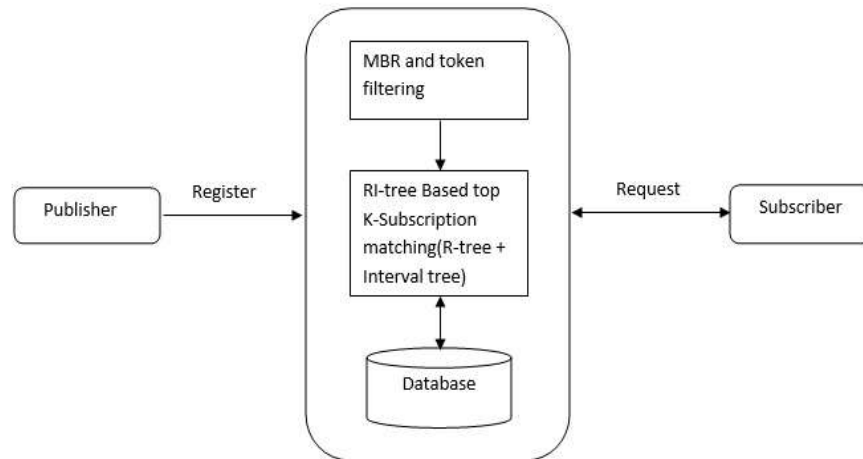 MBR and token
filtering
Publisher
Register
RI-tree Based top
K-Subscription
matching(R-tree +
Interval tree)
Request
Subscriber
Database